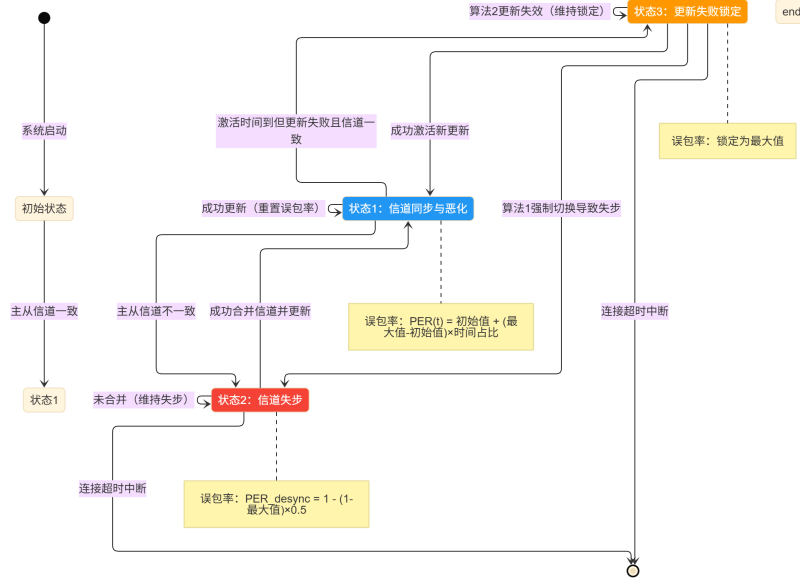 算法2更新失效（维持锁定）
状态3：更新失败锁定
end
系统启动
激活时间到但更新失败且信道一
致
成功激活新更新
误包率：锁定为最大值
初始状态
成功更新（重置误包率）
状态1：信道同步与恶化
算法1强制切换导致失步
主从信道一致
主从信道不一致
成功合并信道并更新
误包率：PER(t) = 初始值 + (最
大值-初始值)×时间占比
连接超时中断
状态1
未合并（维持失步）
状态2：信道失步
连接超时中断
误包率：PER_desync = 1 - (1-
最大值)×0.5